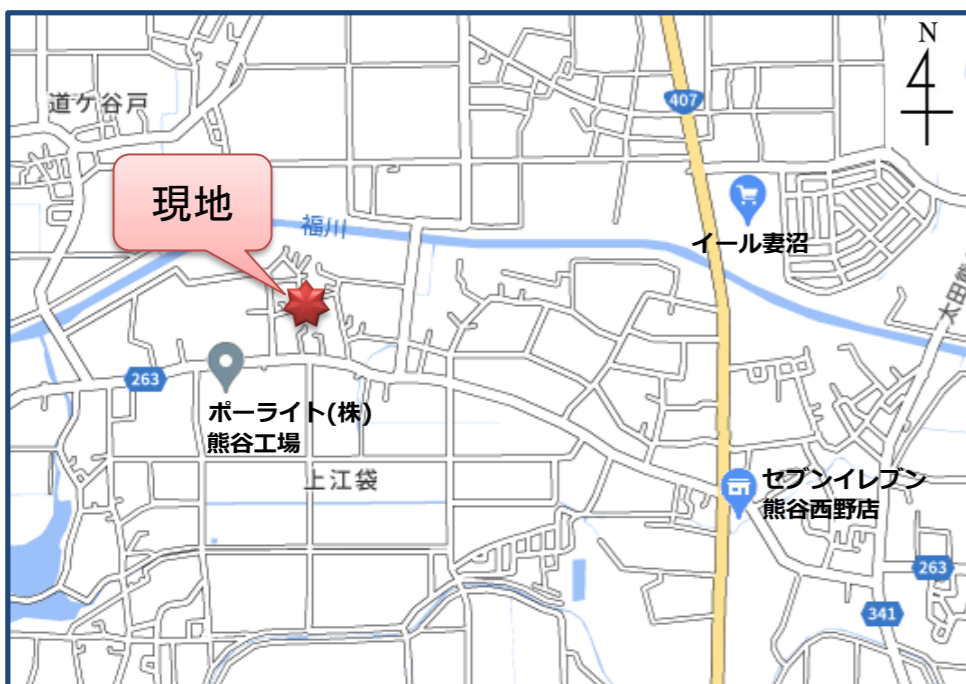 N
道ケ谷戸
407
現地
福川
イール妻沼
263
ポーライト(株)
熊谷工場
上江袋
セブンイレブン
熊谷西野店
263
341